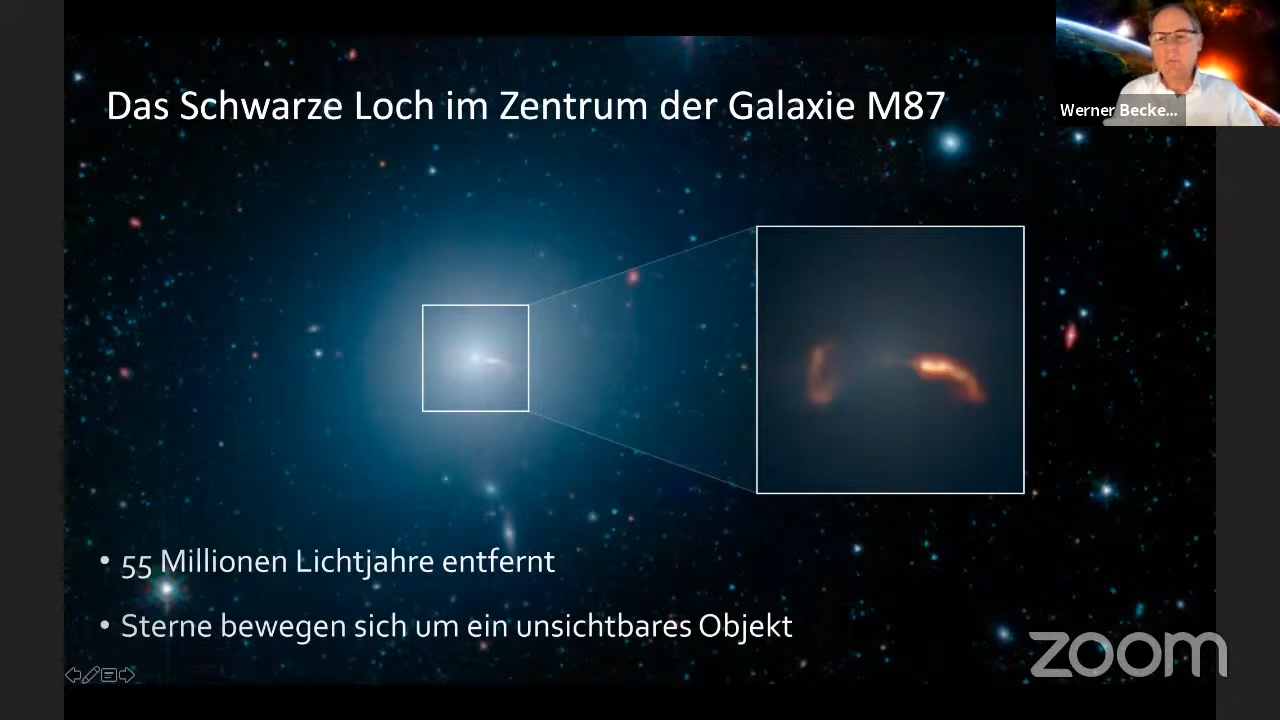 Das Schwarze Loch im Zentrum der Galaxie M87
Werner Becke...
• 55 Millionen Lichtjahre entfernt
• Sterne bewegen sich um ein unsichtbares Objekt
zoom